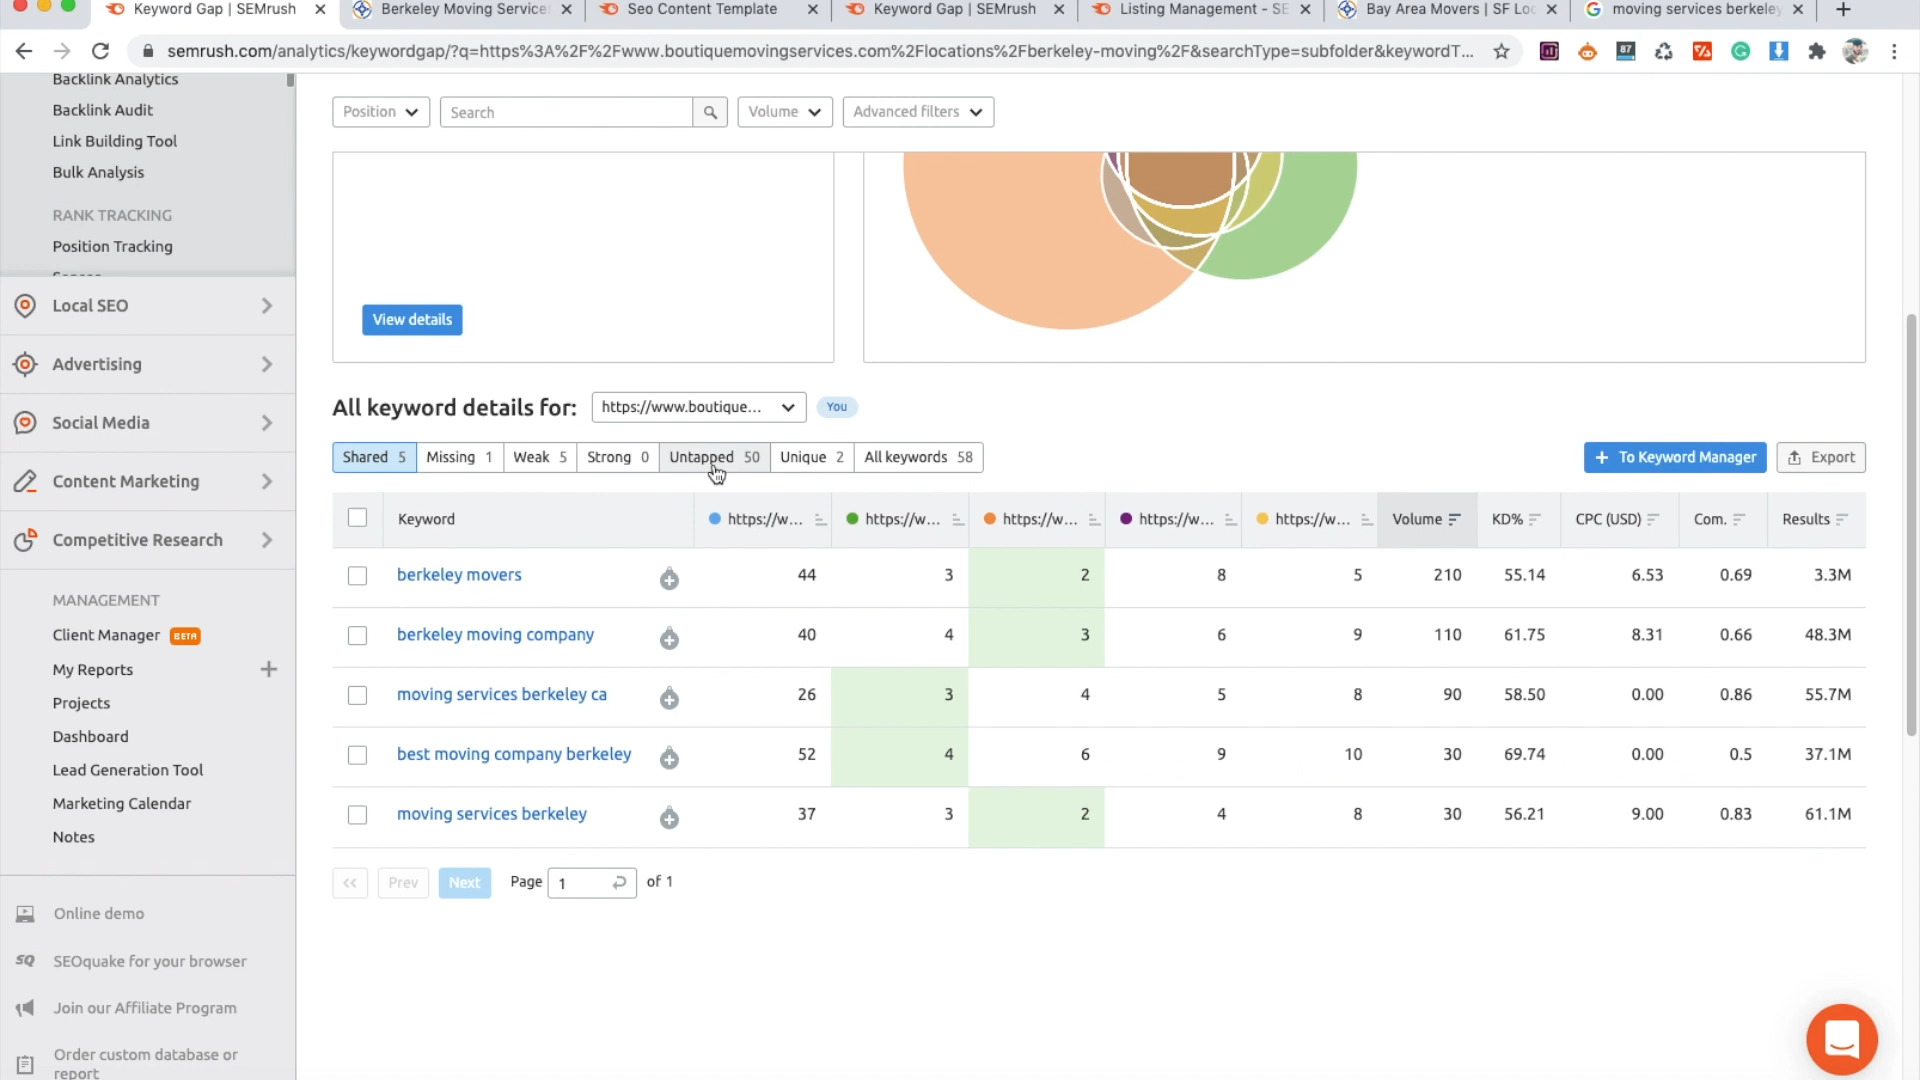 Keyword Gap | SEMrush
Berkeley Moving Service
Seo Content Template
Keyword Gap | SEMrush
Listing Management - SE
Bay Area Movers | SF Loc
moving services berkeley
semrush.com/analytics/keywordgap/?q=https%3A%2F%2Fwww.boutiquemovingservices.com%2Flocations%2Fberkeley-moving%2F&searchType=subfolder&keywordT...
87
Backlink Analytics
Backlink Audit
Link Building Tool
Bulk Analysis
RANK TRACKING
Position Tracking
Local SEO
Advertising
Social Media
Content Marketing
Competitive Research
MANAGEMENT
Client Manager BETA
My Reports
Projects
Dashboard
Lead Generation Tool
Marketing Calendar
Notes
Online demo
SQ SEOquake for your browser
Join our Affiliate Program
Order custom database or
report
Position Search Volume Advanced filters
View details
All keyword details for: https://www.boutique... You
Shared 5 Missing 1 Weak 5 Strong 0 Untapped 50 Unique 2 All keywords 58 + To Keyword Manager Export
Keyword https://w... https://w... https://w... https://w... https://w... Volume KD% CPC (USD) Com. Results
berkeley movers 44 3 2 8 5 210 55.14 6.53 0.69 3.3M
berkeley moving company 40 4 3 6 9 110 61.75 8.31 0.66 48.3M
moving services berkeley ca 26 3 4 5 8 90 58.50 0.00 0.86 55.7M
best moving company berkeley 52 4 6 9 10 30 69.74 0.00 0.5 37.1M
moving services berkeley 37 3 2 4 8 30 56.21 9.00 0.83 61.1M
Prev Next Page 1 of 1